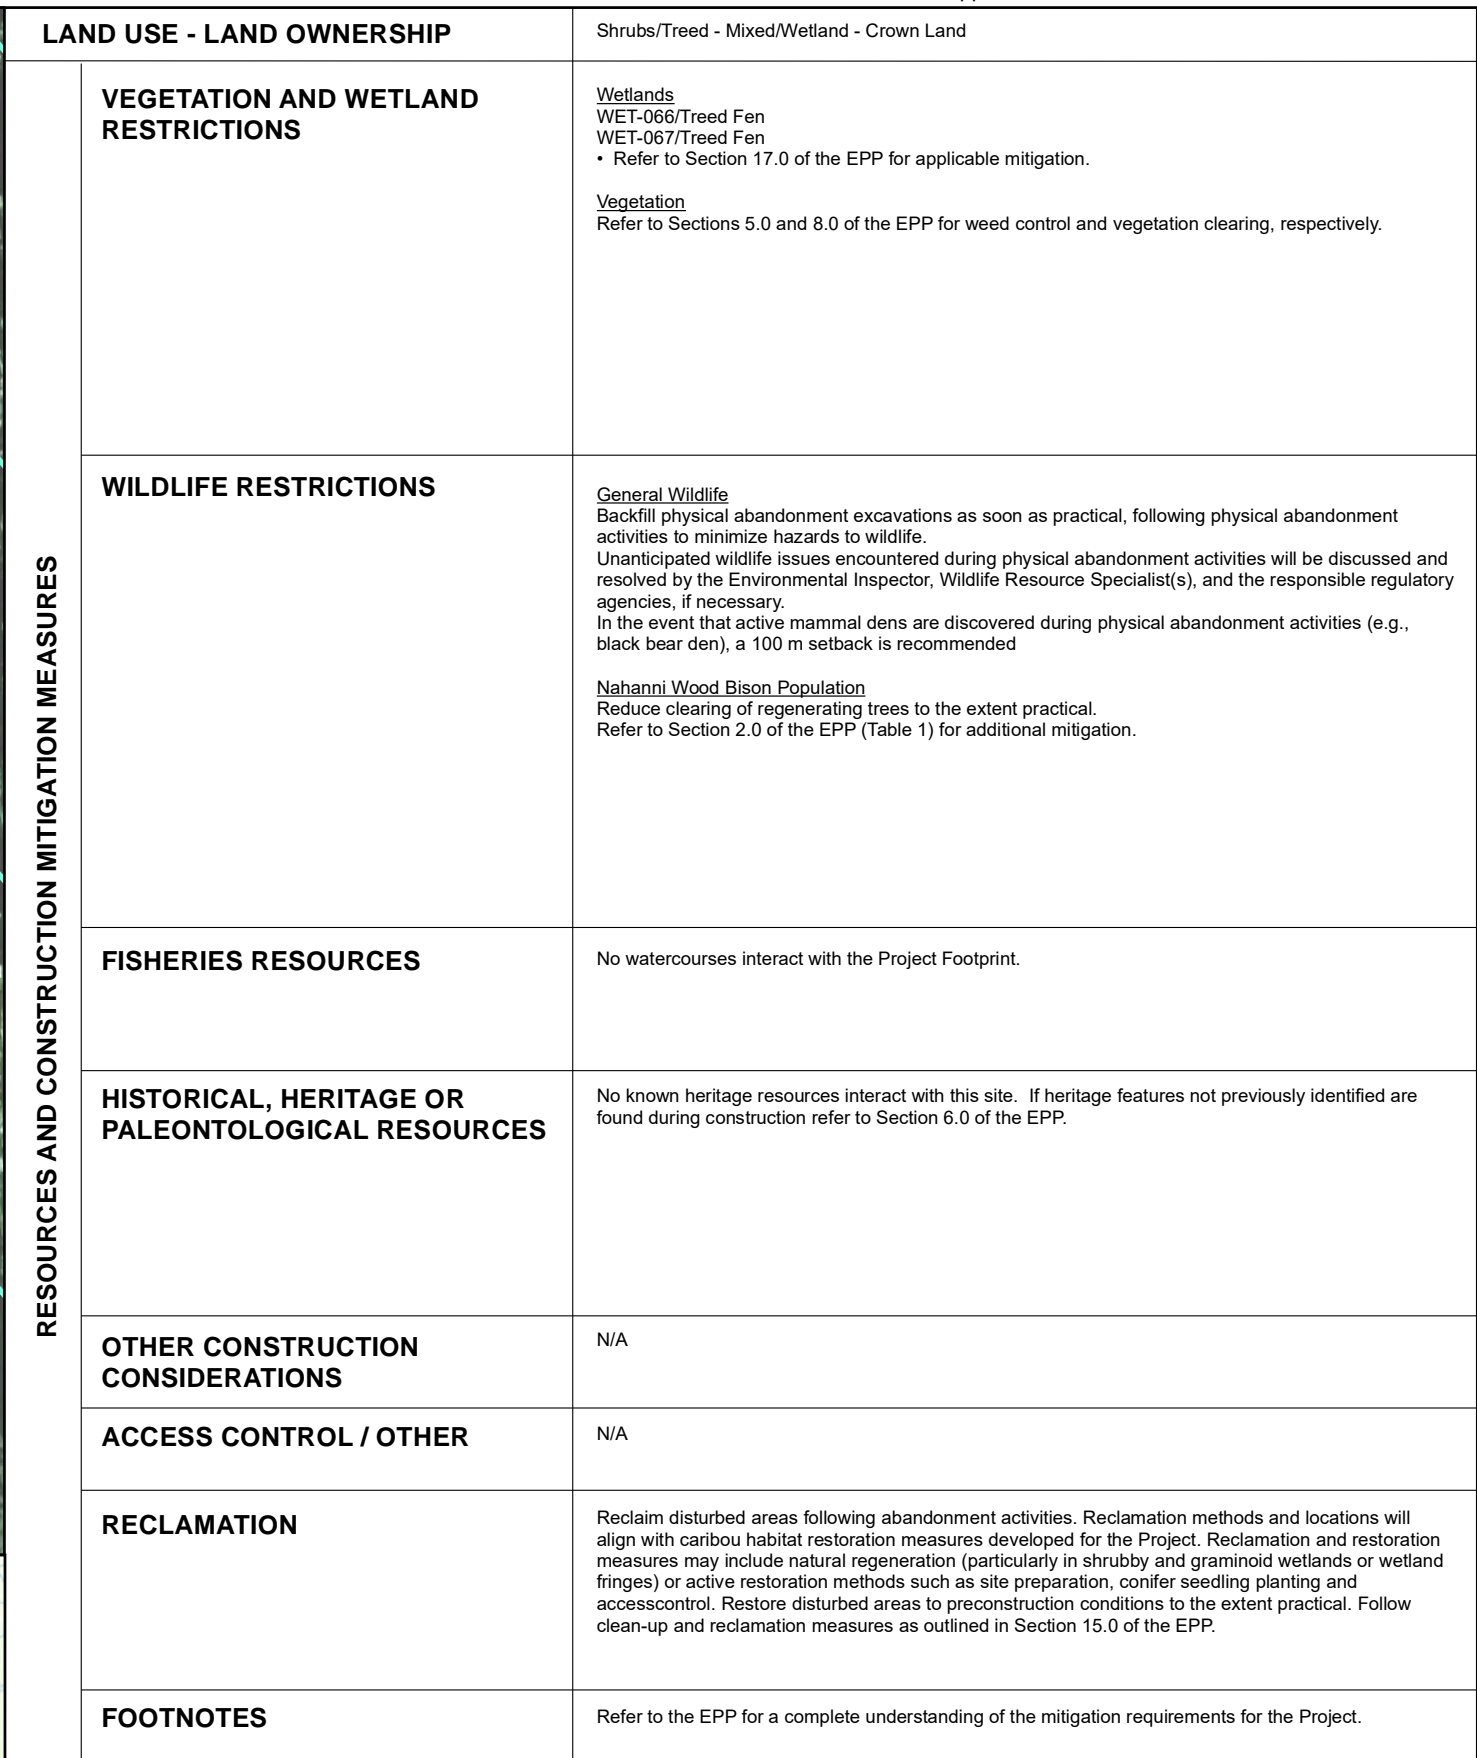 LAND USE - LAND OWNERSHIP
Shrubs/Treed - Mixed/Wetland - Crown Land
RESOURCES AND CONSTRUCTION MITIGATION MEASURES
VEGETATION AND WETLAND
RESTRICTIONS
Wetlands
WET-066/Treed Fen
WET-067/Treed Fen
• Refer to Section 17.0 of the EPP for applicable mitigation.
Vegetation
Refer to Sections 5.0 and 8.0 of the EPP for weed control and vegetation clearing, respectively.
WILDLIFE RESTRICTIONS
General Wildlife
Backfill physical abandonment excavations as soon as practical, following physical abandonment
activities to minimize hazards to wildlife.
Unanticipated wildlife issues encountered during physical abandonment activities will be discussed and
resolved by the Environmental Inspector, Wildlife Resource Specialist(s), and the responsible regulatory
agencies, if necessary.
In the event that active mammal dens are discovered during physical abandonment activities (e.g.,
black bear den), a 100 m setback is recommended
Nahanni Wood Bison Population
Reduce clearing of regenerating trees to the extent practical.
Refer to Section 2.0 of the EPP (Table 1) for additional mitigation.
FISHERIES RESOURCES
No watercourses interact with the Project Footprint.
HISTORICAL, HERITAGE OR
PALEONTOLOGICAL RESOURCES
No known heritage resources interact with this site.  If heritage features not previously identified are
found during construction refer to Section 6.0 of the EPP.
OTHER CONSTRUCTION
CONSIDERATIONS
N/A
ACCESS CONTROL / OTHER
N/A
RECLAMATION
Reclaim disturbed areas following abandonment activities. Reclamation methods and locations will
align with caribou habitat restoration measures developed for the Project. Reclamation and restoration
measures may include natural regeneration (particularly in shrubby and graminoid wetlands or wetland
fringes) or active restoration methods such as site preparation, conifer seedling planting and
accesscontrol. Restore disturbed areas to preconstruction conditions to the extent practical. Follow
clean-up and reclamation measures as outlined in Section 15.0 of the EPP.
FOOTNOTES
Refer to the EPP for a complete understanding of the mitigation requirements for the Project.